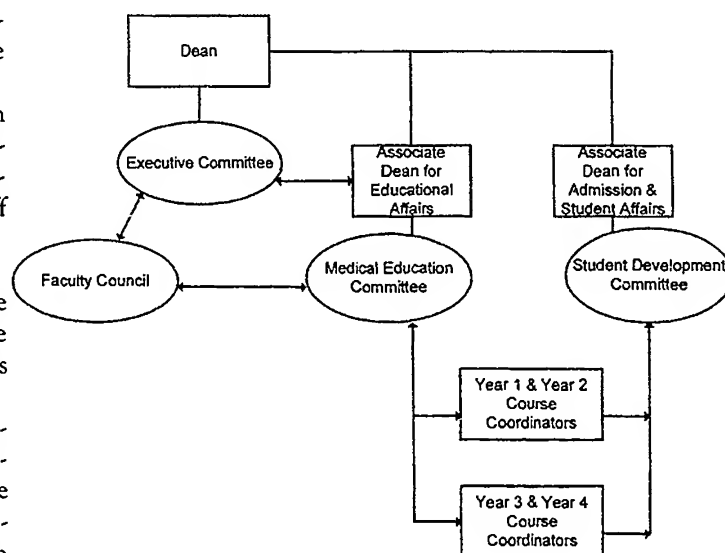 Dean
Executive Committee
Associate
Dean for
Educational
Affairs
Associate
Dean for
Admission &
Student Affairs
Faculty Council
Medical Education
Committee
Student Development
Committee
Year 1 & Year 2
Course
Coordinators
Year 3 & Year 4
Course
Coordinators